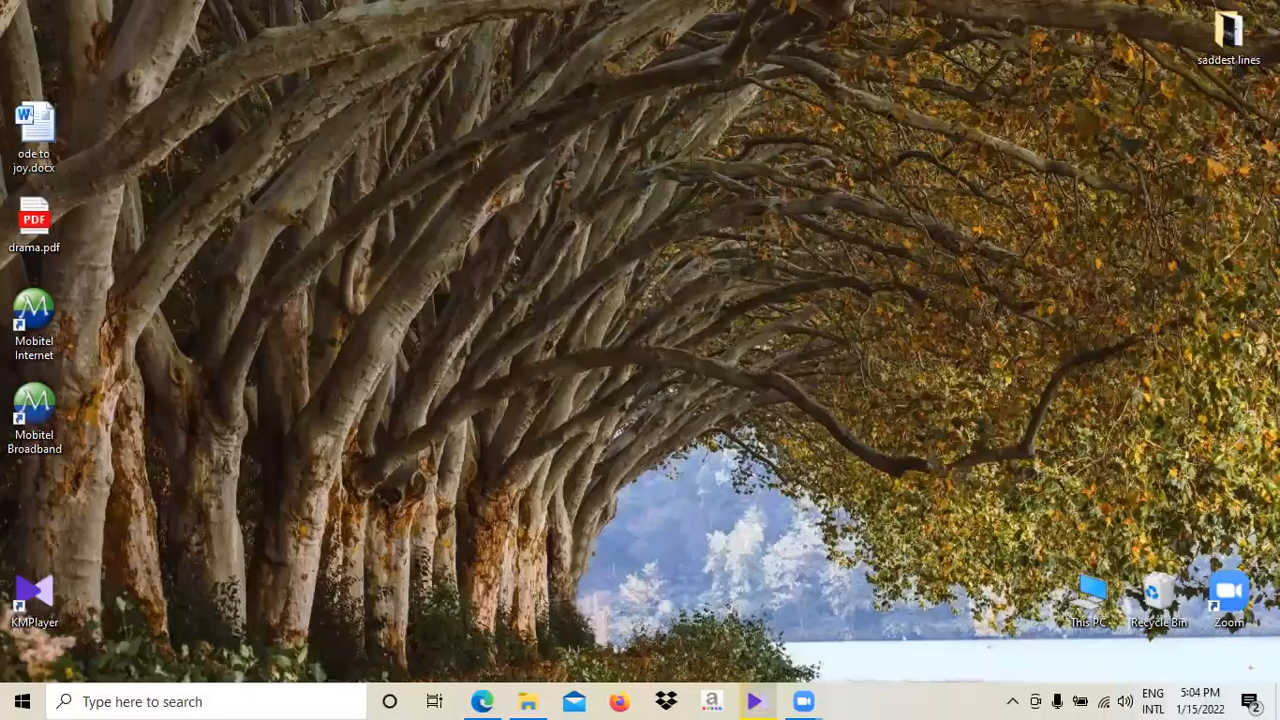 saddest lines
W
ode to
joy.docx
PDF
drama.pdf
M
Mobitel
Internet
M
Mobitel
Broadband
KMPlayer
This PC
Recycle Bin
Zoom
Type here to search
a
ENG
INTL
5:04 PM
1/15/2022
2